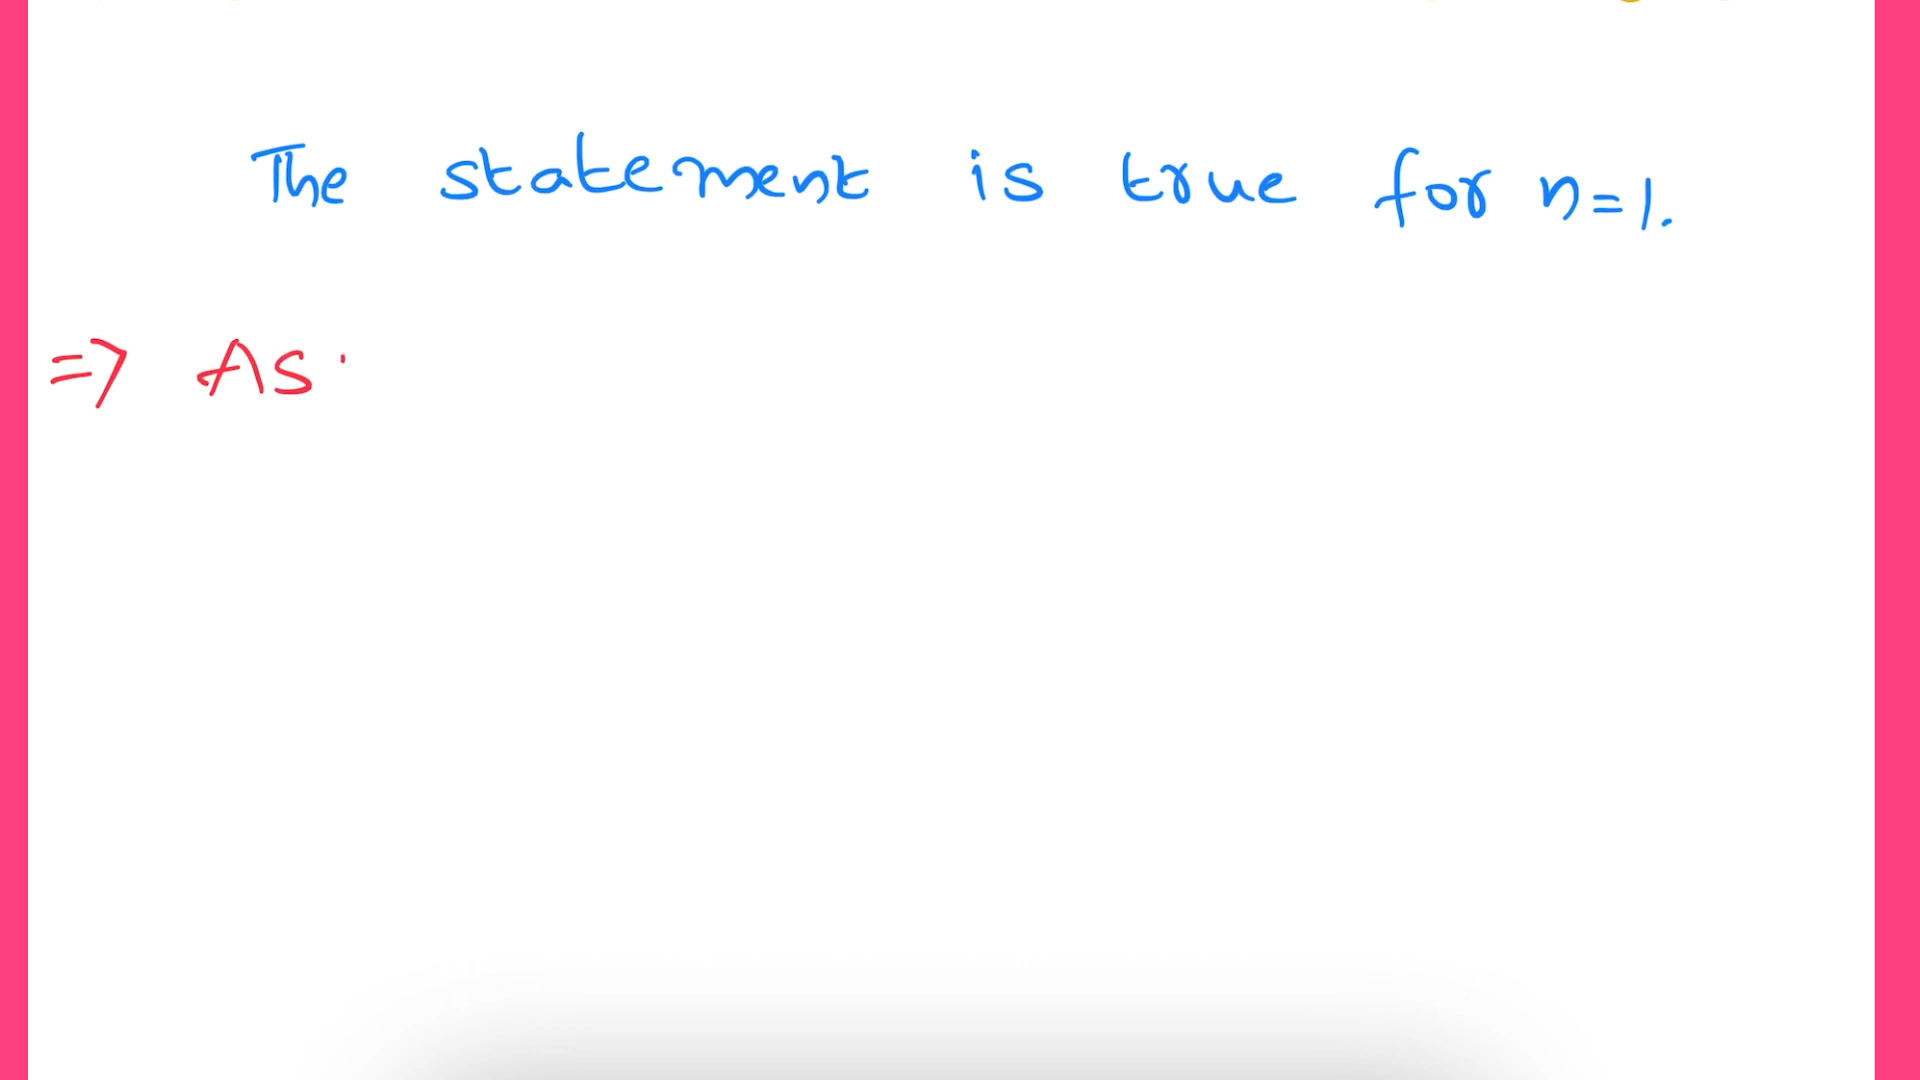 The statement is true for n=1.
=> As